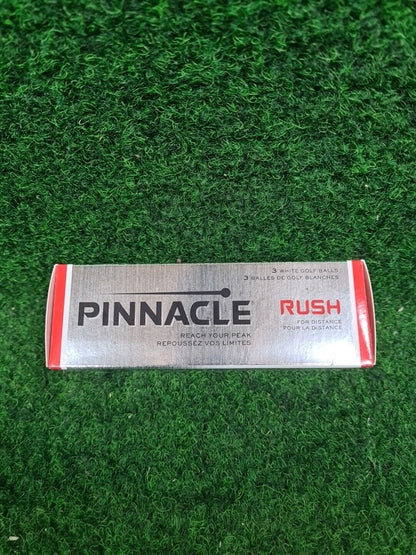 3 WHITE GOLF BALLS
3 BALLES DE GOLF BLANCHES
PINNACLE
RUSH
REACH YOUR PEAK
REPOUSSEZ VOS LIMITES
FOR DISTANCE
POUR LA DISTANCE